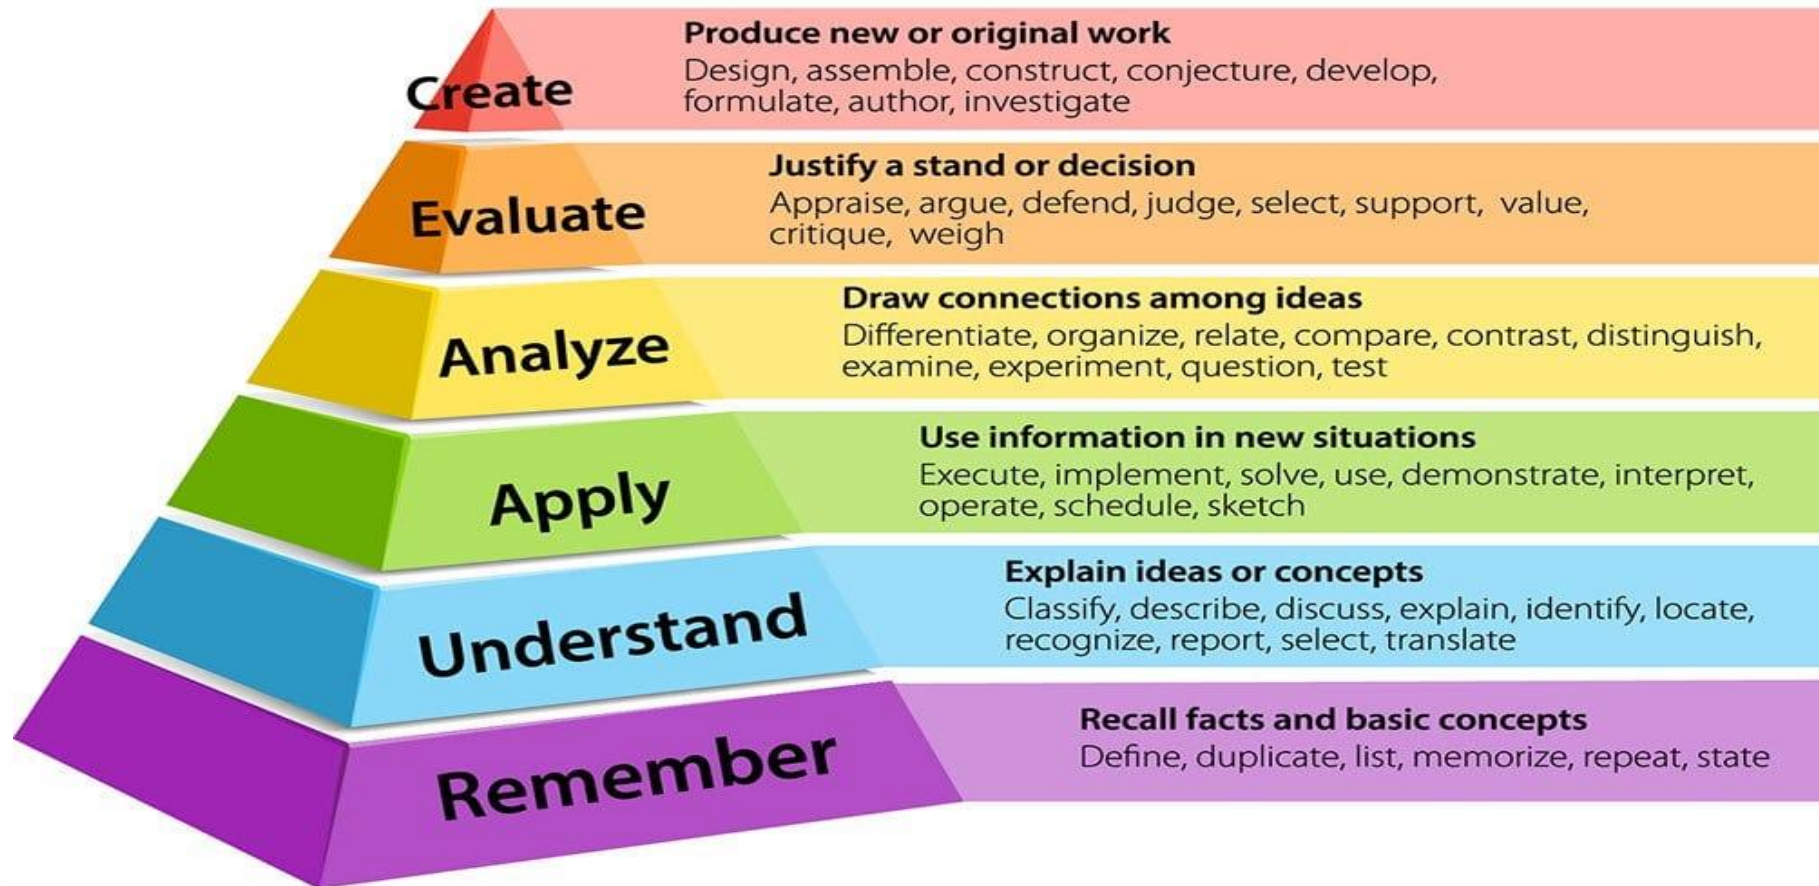 Create
Produce new or original work
Design, assemble, construct, conjecture, develop,
formulate, author, investigate
Evaluate
Justify a stand or decision
Appraise, argue, defend, judge, select, support, value,
critique, weigh
Analyze
Draw connections among ideas
Differentiate, organize, relate, compare, contrast, distinguish,
examine, experiment, question, test
Apply
Use information in new situations
Execute, implement, solve, use, demonstrate, interpret,
operate, schedule, sketch
Understand
Explain ideas or concepts
Classify, describe, discuss, explain, identify, locate,
recognize, report, select, translate
Remember
Recall facts and basic concepts
Define, duplicate, list, memorize, repeat, state